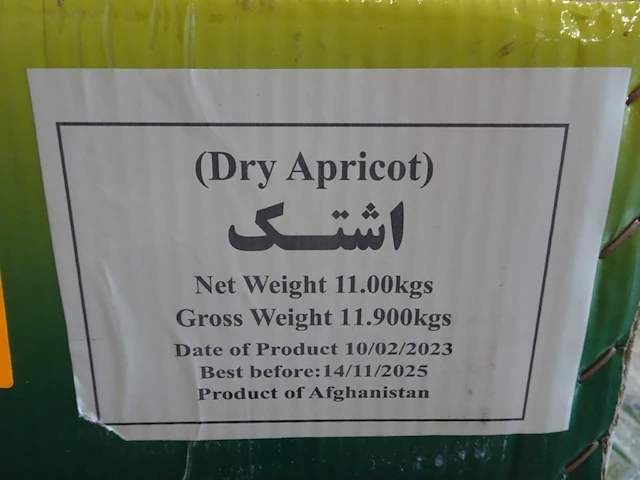 (Dry Apricot)
اشتک
Net Weight 11.00kgs
Gross Weight 11.900kgs
Date of Product 10/02/2023
Best before:14/11/2025
Product of Afghanistan